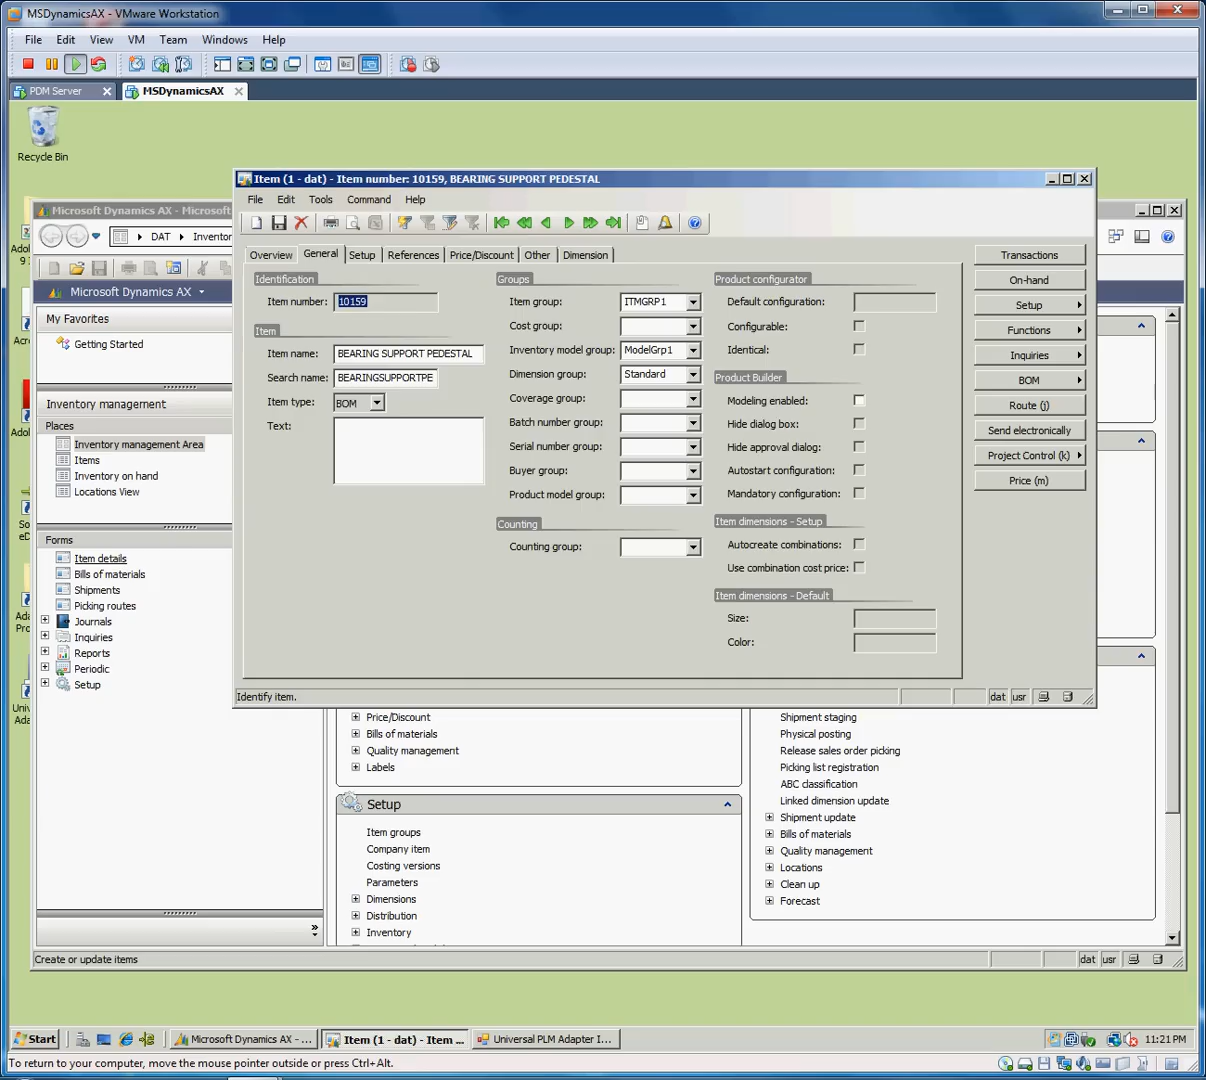 MSDynamicsAX - VMware Workstation
File Edit View VM Team Windows Help
PDM Server
MSDynamicsAX
Recycle Bin
Microsoft Dynamics AX - Microsoft
DAT Inventor
Microsoft Dynamics AX
My Favorites
Getting Started
Inventory management
Places
Inventory management Area
Items
Inventory on hand
Locations View
Forms
Item details
Bills of materials
Shipments
Picking routes
Journals
Inquiries
Reports
Periodic
Setup
Item (1 - dat) - Item number: 10159, BEARING SUPPORT PEDESTAL
File Edit Tools Command Help
Overview General Setup References Price/Discount Quantity Other Dimension
Identification
Item number: 10159
Item
Item name: BEARING SUPPORT PEDESTAL
Search name: BEARINGSUPPORTPE
Item type: BOM
Text:
Groups
Item group: ITMGRP1
Cost group:
Inventory model group: ModelGrp1
Dimension group: Standard
Coverage group:
Batch number group:
Serial number group:
Buyer group:
Product model group:
Counting
Counting group:
Product configurator
Default configuration:
Configurable:
Identical:
Product Builder
Modeling enabled:
Hide dialog box:
Hide approval dialog:
Autostart configuration:
Mandatory configuration:
Item dimensions - Setup
Autocreate combinations:
Use combination cost price:
Item dimensions - Default
Size:
Color:
Transactions
On-hand
Setup
Functions
Inquiries
BOM
Route (j)
Send electronically
Project Control (k)
Price (m)
Identify item.
dat usr
Price/Discount
Bills of materials
Quality management
Labels
Setup
Item groups
Company item
Costing versions
Parameters
Dimensions
Distribution
Inventory
Shipment staging
Physical posting
Release sales order picking
Picking list registration
ABC classification
Linked dimension update
Shipment update
Bills of materials
Quality management
Locations
Clean up
Forecast
Create or update items
dat usr
Start
Microsoft Dynamics AX - ...
Item (1 - dat) - Item ...
Universal PLM Adapter I...
11:21 PM
To return to your computer, move the mouse pointer outside or press Ctrl+Alt.